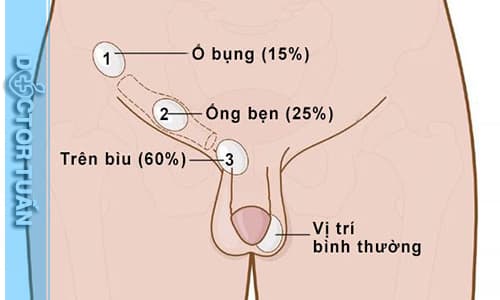 DOCTOR TUẤN
1
Ổ bụng (15%)
2
Ống bẹn (25%)
Trên bìu (60%)
3
Vị trí
bình thường